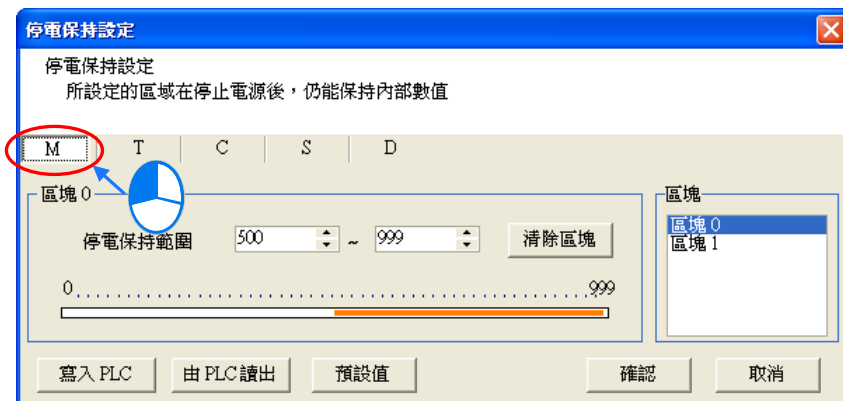 停電保持設定
停電保持設定
所設定的區域在停止電源後，仍能保持內部數值
M T C S D
區塊 0
停電保持範圍 500 ~ 999 清除區塊
0 999
區塊
區塊 0
區塊 1
寫入 PLC 由 PLC 讀出 預設值 確認 取消